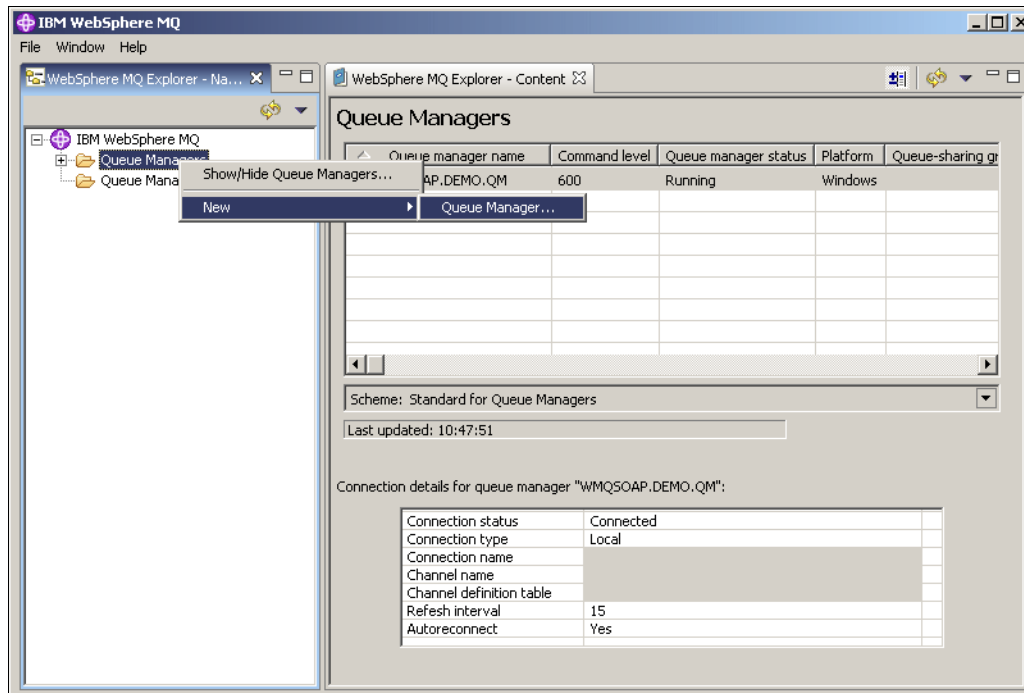 IBM WebSphere MQ
File Window Help
WebSphere MQ Explorer - Na...
WebSphere MQ Explorer - Content
Queue Managers
IBM WebSphere MQ
Queue Managers
Queue Mana
Show/Hide Queue Managers...
New
Queue Manager...
Queue manager name Command level Queue manager status Platform Queue-sharing gr
AP.DEMO.QM 600 Running Windows
Scheme: Standard for Queue Managers
Last updated: 10:47:51
Connection details for queue manager "WMQSOAP.DEMO.QM":
Connection status Connected
Connection type Local
Connection name
Channel name
Channel definition table
Refesh interval 15
Autoreconnect Yes